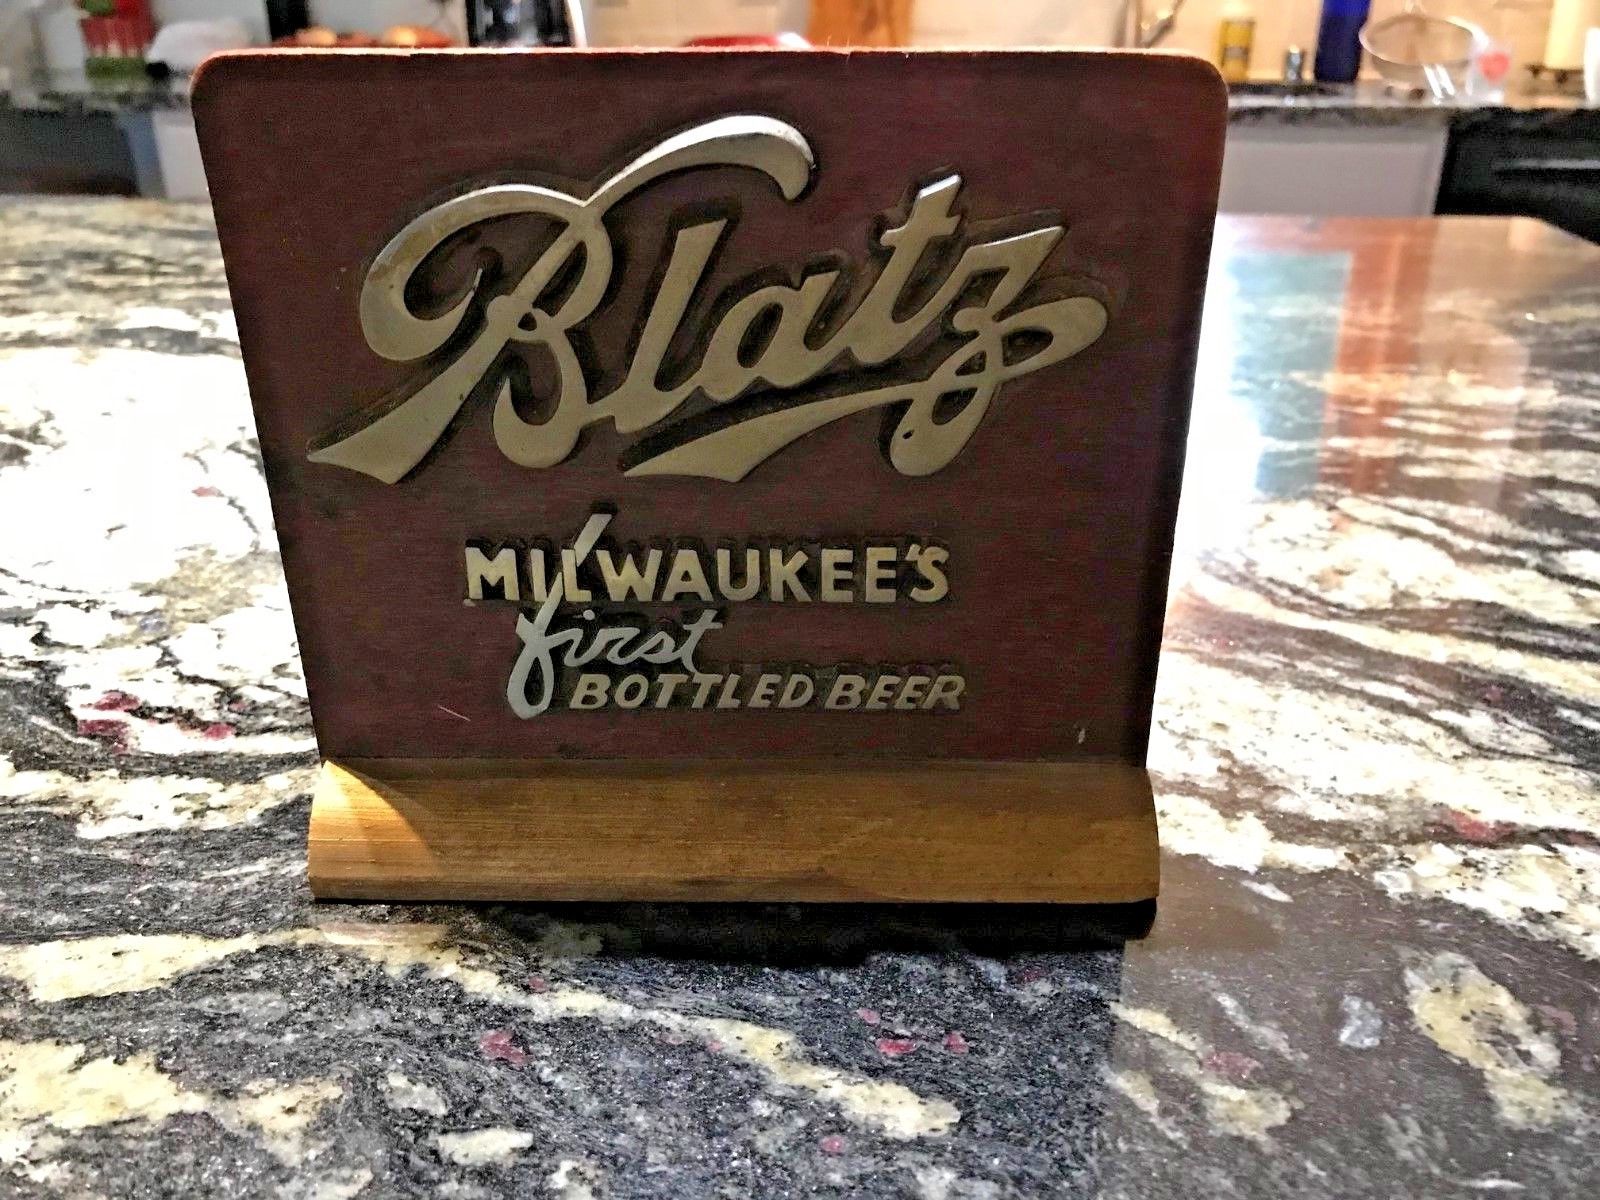 Blatz
MILWAUKEE'S
first
BOTTLED BEER